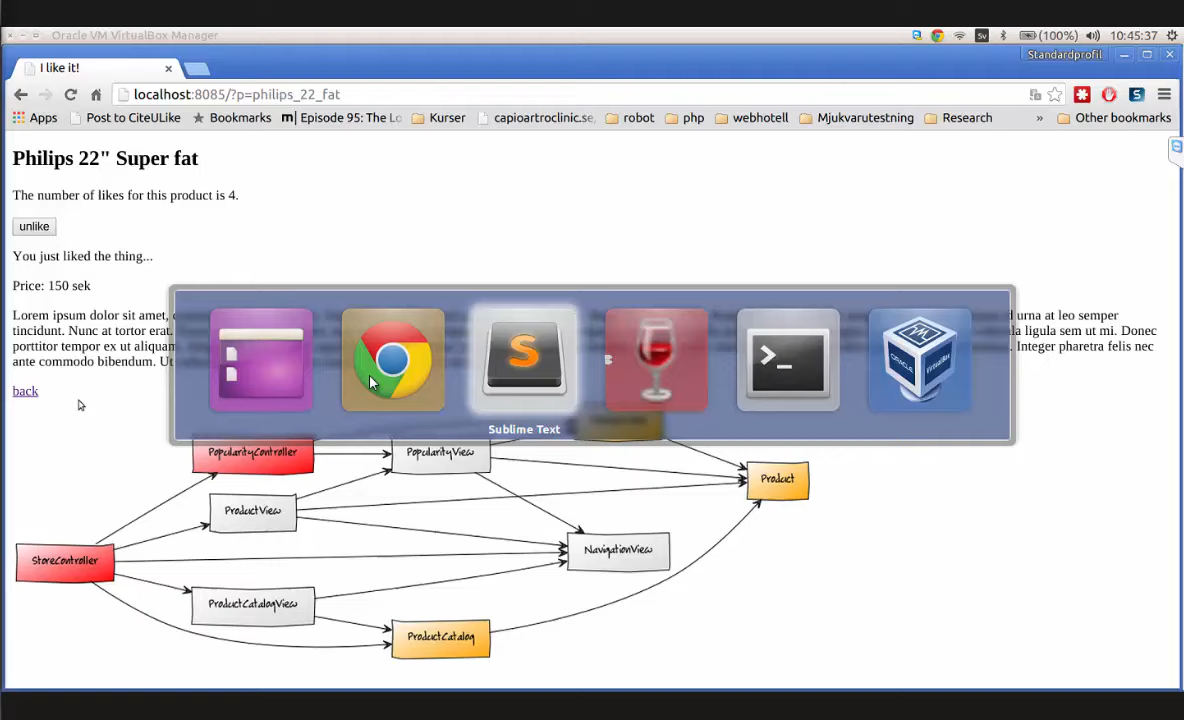 Oracle VM VirtualBox Manager
(100%)
10:45:37
Sv
Standardprofil
I like it!
localhost:8085/?p=philips_22_fat
Apps
Post to CiteULike
Bookmarks
m| Episode 95: The Lo
Kurser
capioartroclinic.se,
robot
php
webhotell
Mjukvarutestning
Research
»
Other bookmarks
Philips 22" Super fat
The number of likes for this product is 4.
unlike
You just liked the thing...
Price: 150 sek
Lorem ipsum dolor sit amet, urna at leo semper
tincidunt. Nunc at tortor erat. ligula sem ut mi. Donec
porttitor tempor ex ut aliquam Integer pharetra felis nec
ante commodo bibendum. Ut
back
ORACLE
VM
VirtualBox
Sublime Text
PopularityController
PopularityView
Product
ProductView
NavigationView
StoreController
ProductCatalogView
ProductCatalog